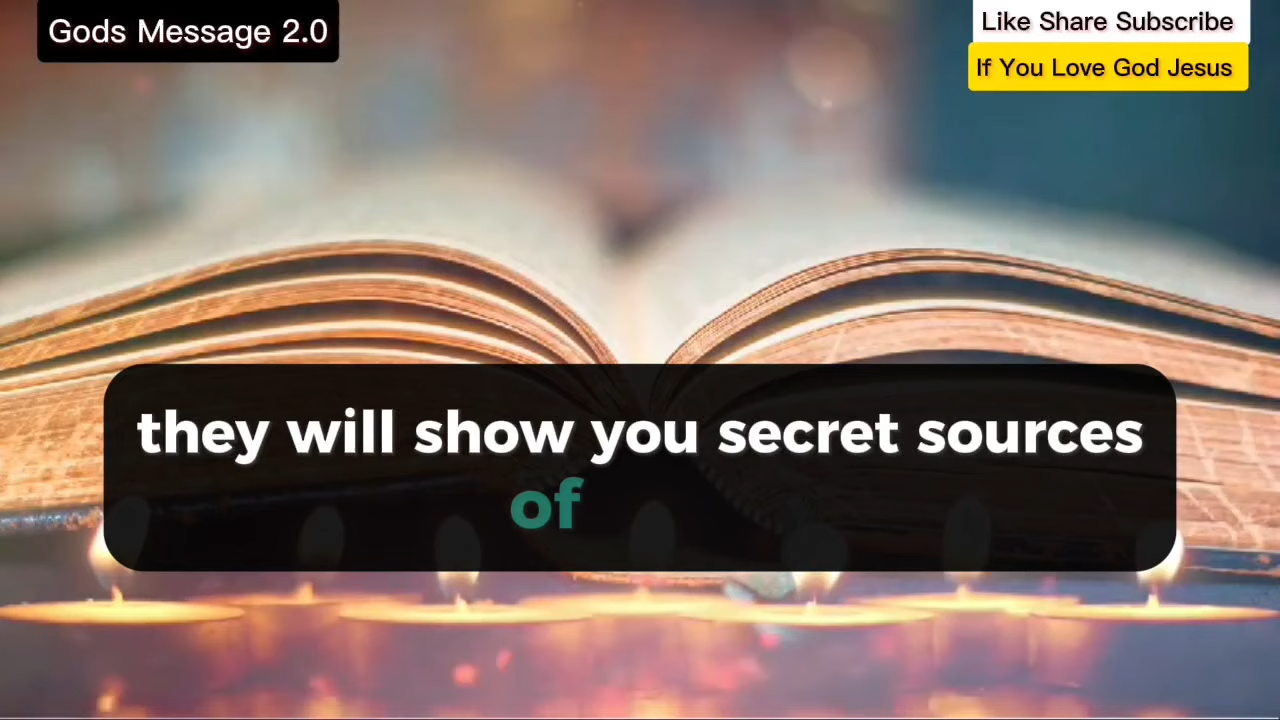 Gods Message 2.0
Like Share Subscribe
If You Love God Jesus
they will show you secret sources
of